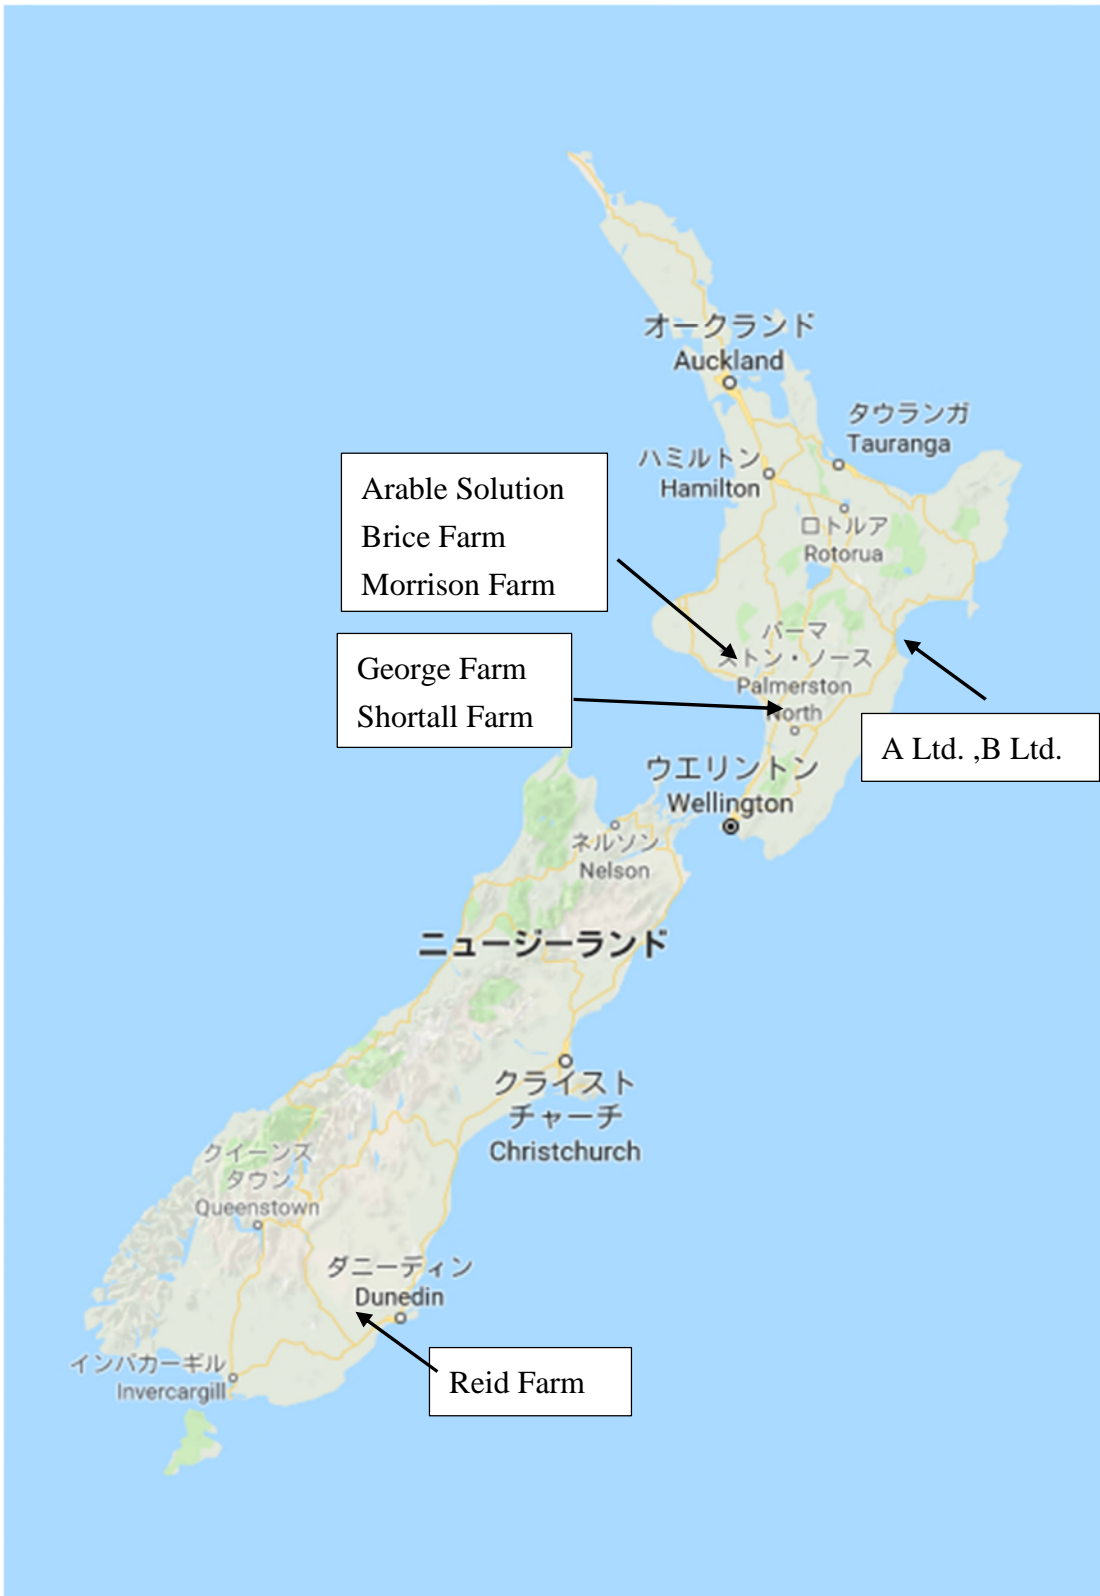 オークランド
Auckland
タウランガ
Tauranga
ハミルトン
Hamilton
ロトルア
Rotorua
Arable Solution
Brice Farm
Morrison Farm
パーマ
ストン・ノース
Palmerston
North
George Farm
Shortall Farm
A Ltd. ,B Ltd.
ウエリントン
Wellington
ネルソン
Nelson
ニュージーランド
クライスト
チャーチ
Christchurch
クイーンズ
タウン
Queenstown
ダニーディン
Dunedin
インバカーギル
Invercargill
Reid Farm